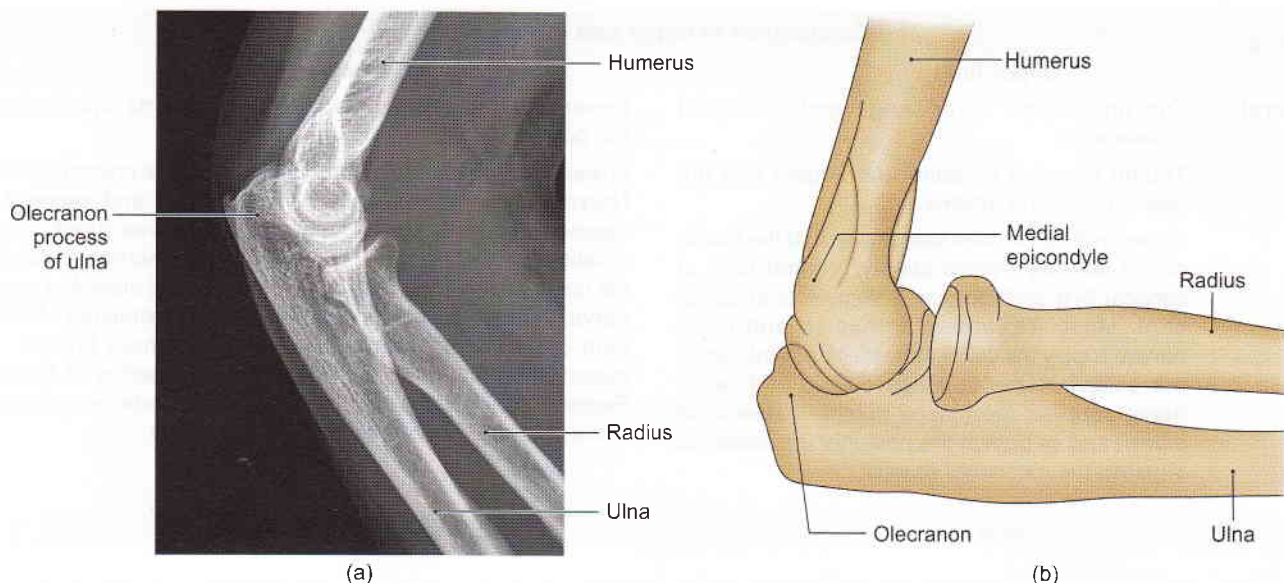 Humerus
Olecranon
process
of ulna
Radius
Ulna
(a)
Humerus
Medial
epicondyle
Radius
Olecranon
Ulna
(b)